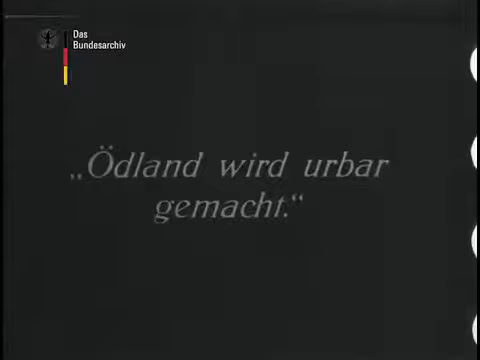 Das
Bundesarchiv
„Ödland wird urbar
gemacht.“